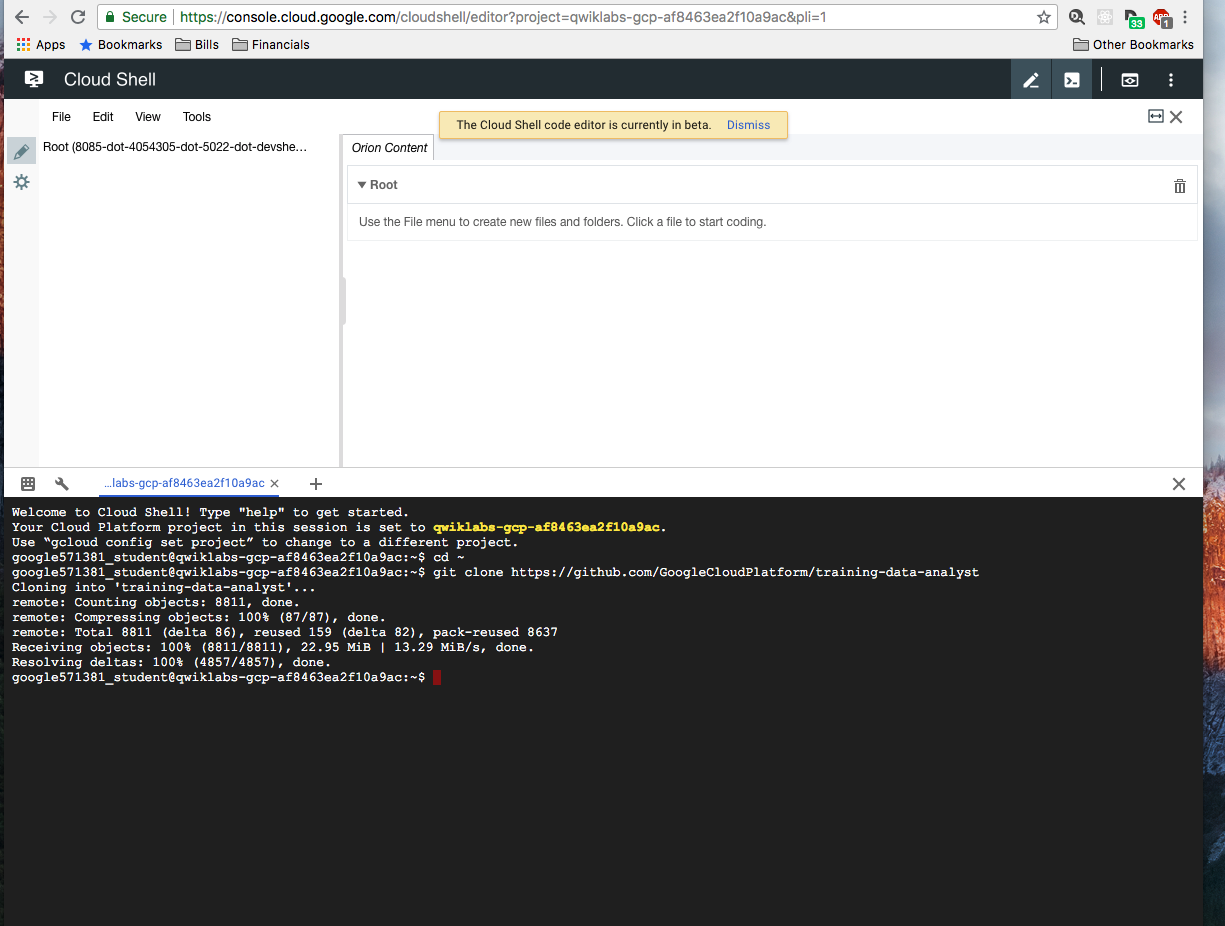 Secure https://console.cloud.google.com/cloudshell/editor?project=qwiklabs-gcp-af8463ea2f10a9ac&pli=1
33
ABP
1
Apps Bookmarks Bills Financials Other Bookmarks
Cloud Shell
File Edit View Tools
The Cloud Shell code editor is currently in beta. Dismiss
Root (8085-dot-4054305-dot-5022-dot-devshe...
Orion Content
Root
Use the File menu to create new files and folders. Click a file to start coding.
...labs-gcp-af8463ea2f10a9ac
Welcome to Cloud Shell! Type "help" to get started.
Your Cloud Platform project in this session is set to qwiklabs-gcp-af8463ea2f10a9ac.
Use “gcloud config set project” to change to a different project.
google571381_student@qwiklabs-gcp-af8463ea2f10a9ac:~$ cd ~
google571381_student@qwiklabs-gcp-af8463ea2f10a9ac:~$ git clone https://github.com/GoogleCloudPlatform/training-data-analyst
Cloning into 'training-data-analyst'...
remote: Counting objects: 8811, done.
remote: Compressing objects: 100% (87/87), done.
remote: Total 8811 (delta 86), reused 159 (delta 82), pack-reused 8637
Receiving objects: 100% (8811/8811), 22.95 MiB | 13.29 MiB/s, done.
Resolving deltas: 100% (4857/4857), done.
google571381_student@qwiklabs-gcp-af8463ea2f10a9ac:~$